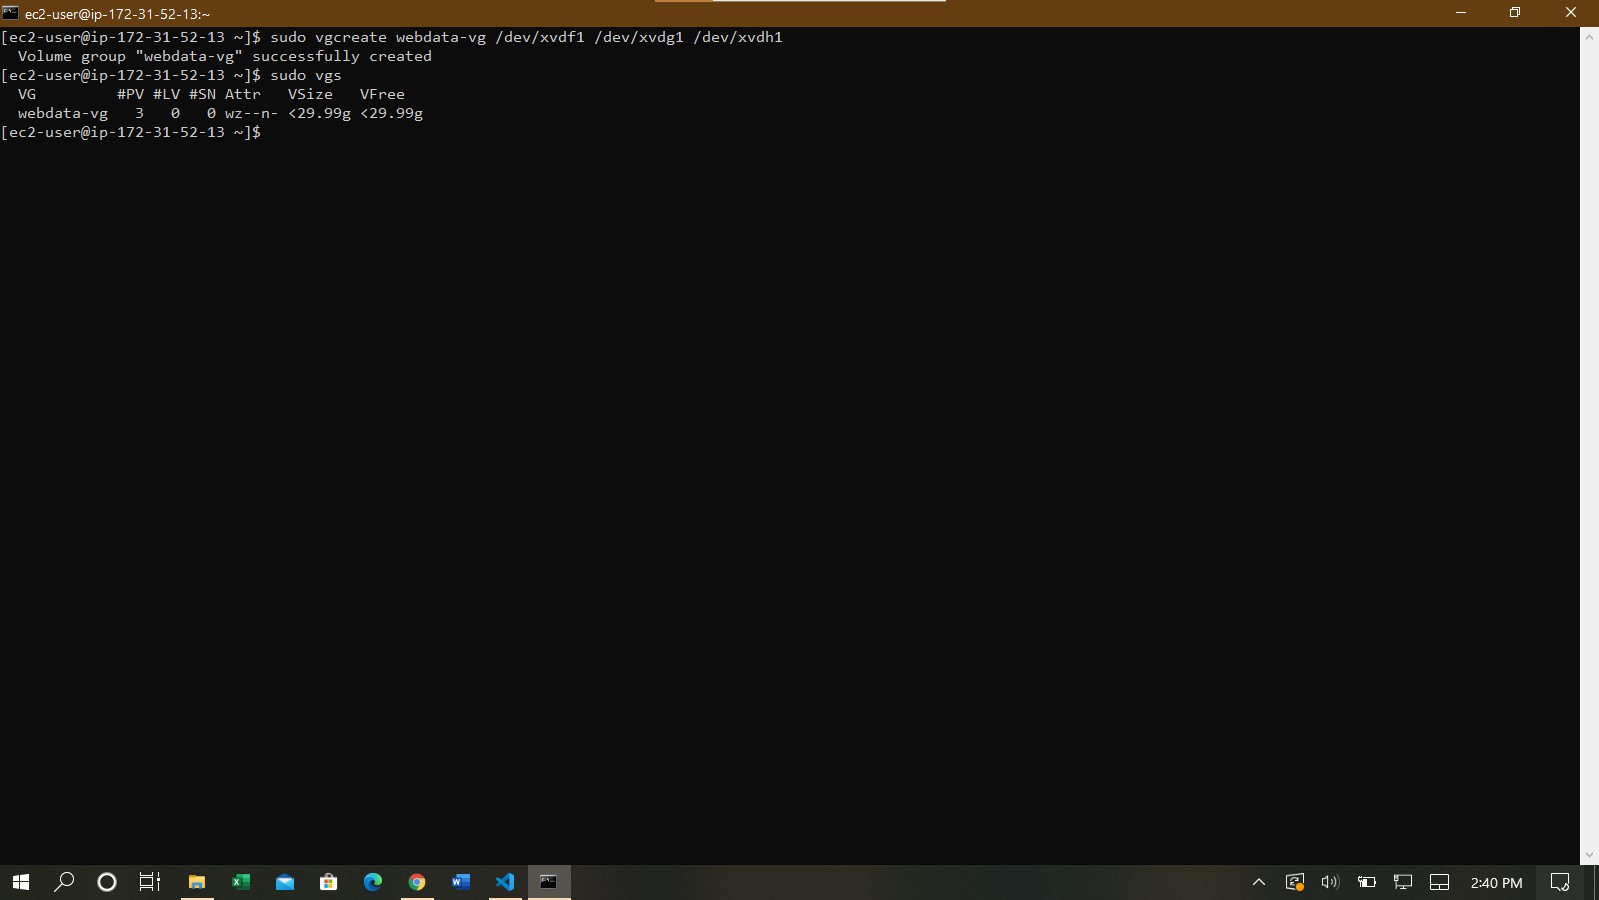 ec2-user@ip-172-31-52-13:~
[ec2-user@ip-172-31-52-13 ~]$ sudo vgcreate webdata-vg /dev/xvdf1 /dev/xvdg1 /dev/xvdh1
  Volume group "webdata-vg" successfully created
[ec2-user@ip-172-31-52-13 ~]$ sudo vgs
  VG         #PV #LV #SN Attr   VSize   VFree
  webdata-vg   3   0   0 wz--n- <29.99g <29.99g
[ec2-user@ip-172-31-52-13 ~]$
2:40 PM